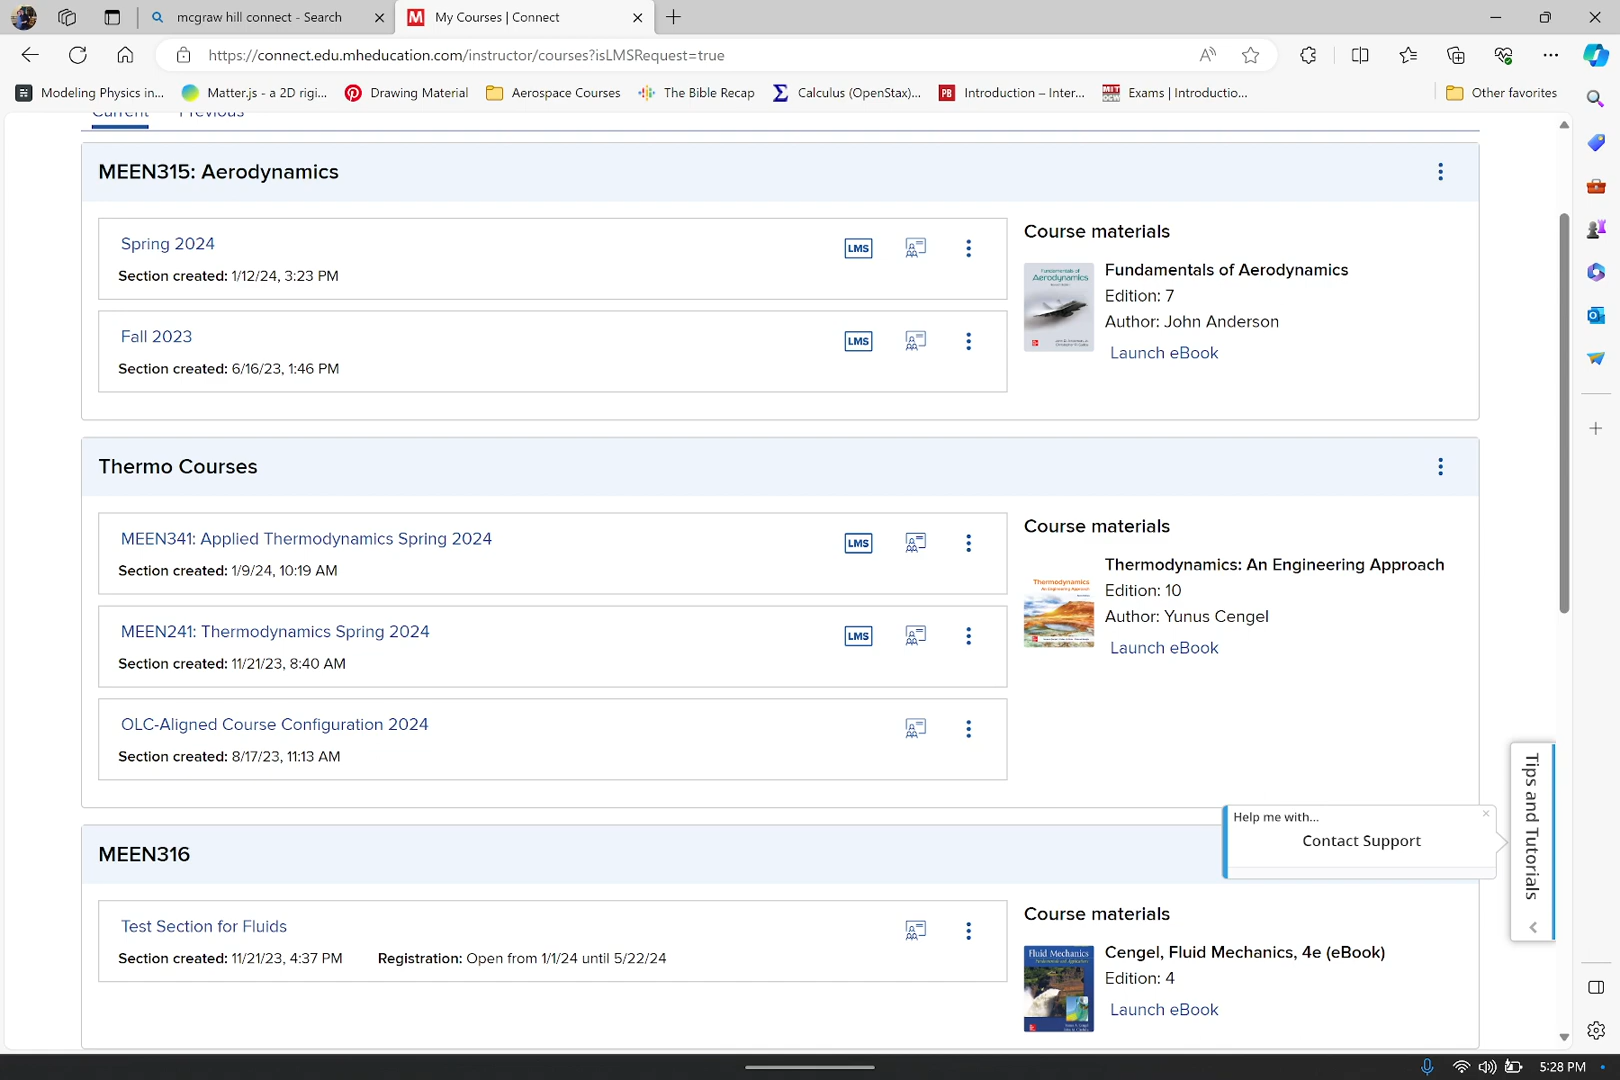 mcgraw hill connect - Search
My Courses | Connect
https://connect.edu.mheducation.com/instructor/courses?isLMSRequest=true
Modeling Physics in...
Matter.js - a 2D rigi...
Drawing Material
Aerospace Courses
The Bible Recap
Calculus (OpenStax)...
Introduction – Inter...
Exams | Introductio...
Other favorites
Current
Previous
MEEN315: Aerodynamics
Spring 2024
LMS
Section created: 1/12/24, 3:23 PM
Fall 2023
LMS
Section created: 6/16/23, 1:46 PM
Course materials
Fundamentals of
Aerodynamics
Fundamentals of Aerodynamics
Edition: 7
Author: John Anderson
Launch eBook
Thermo Courses
MEEN341: Applied Thermodynamics Spring 2024
LMS
Section created: 1/9/24, 10:19 AM
MEEN241: Thermodynamics Spring 2024
LMS
Section created: 11/21/23, 8:40 AM
OLC-Aligned Course Configuration 2024
Section created: 8/17/23, 11:13 AM
Course materials
Thermodynamics
Thermodynamics: An Engineering Approach
Edition: 10
Author: Yunus Cengel
Launch eBook
MEEN316
Test Section for Fluids
Section created: 11/21/23, 4:37 PM
Registration: Open from 1/1/24 until 5/22/24
Course materials
Fluid Mechanics
Cengel, Fluid Mechanics, 4e (eBook)
Edition: 4
Launch eBook
Help me with...
Contact Support
Tips and Tutorials
5:28 PM